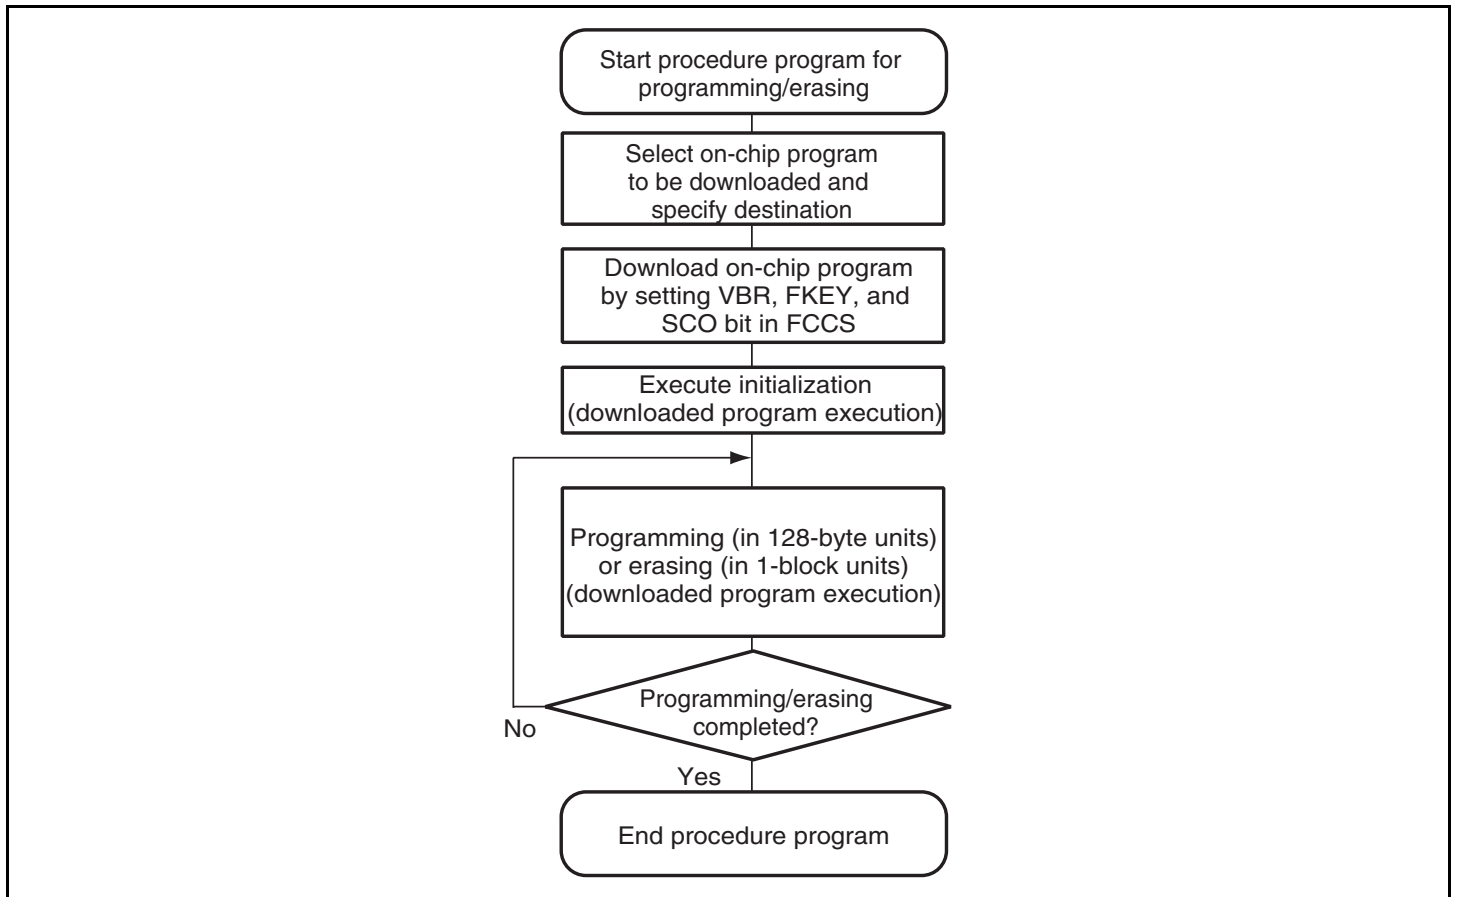 Start procedure program for
programming/erasing
Select on-chip program
to be downloaded and
specify destination
Download on-chip program
by setting VBR, FKEY, and
SCO bit in FCCS
Execute initialization
(downloaded program execution)
Programming (in 128-byte units)
or erasing (in 1-block units)
(downloaded program execution)
Programming/erasing
completed?
No
Yes
End procedure program